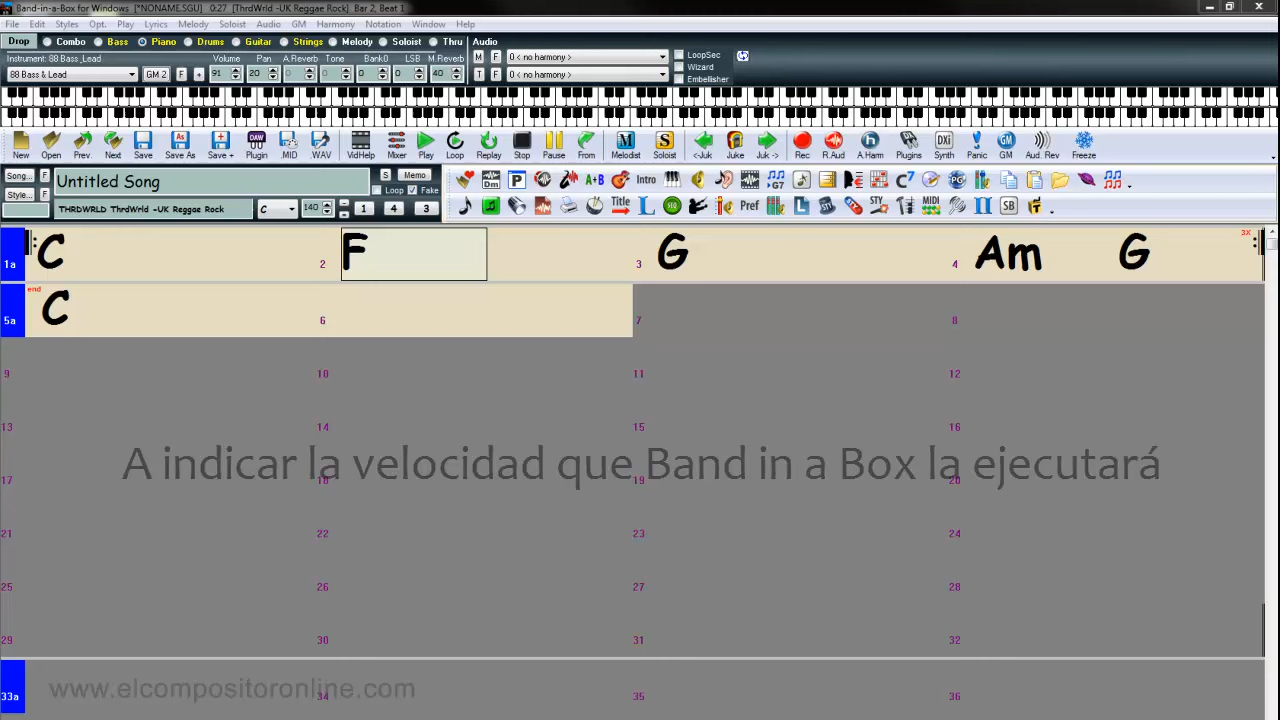 Band-in-a-Box for Windows [*NONAME.SGU] 0:27 [ThrdWrld -UK Reggae Rock] Bar 2, Beat 1
File Edit Styles Opt. Play Lyrics Melody Soloist Audio GM Harmony Notation Window Help
Drop Combo Bass Piano Drums Guitar Strings Melody Soloist Thru Audio
Instrument: 88 Bass_Lead Volume Pan A.Reverb Tone Bank0 LSB M.Reverb
M F 0 < no harmony > LoopSec
Wizard
88 Bass & Lead GM 2 F + 91 20 0 0 0 0 40 T F 0 < no harmony > Embellisher
New Open Prev. Next Save Save As Save + Plugin .MID .WAV VidHelp Mixer Play Loop Replay Stop Pause From Melodist Soloist <-Juk Juke Juk -> Rec R.Aud A.Ham Plugins Synth Panic GM Aud. Rev Freeze
Song... F Untitled Song S Memo
Loop Fake
Style... F THRDWRLD ThrdWrld -UK Reggae Rock C 140 1 4 3
1a C 2 F 3 G 4 Am G 3X
end
5a C 6 7 8
9 10 11 12
13 14 15 16
A indicar la velocidad que Band in a Box la ejecutará
17 18 19 20
21 22 23 24
25 26 27 28
29 30 31 32
33a 34 35 36
www.elcompositoronline.com